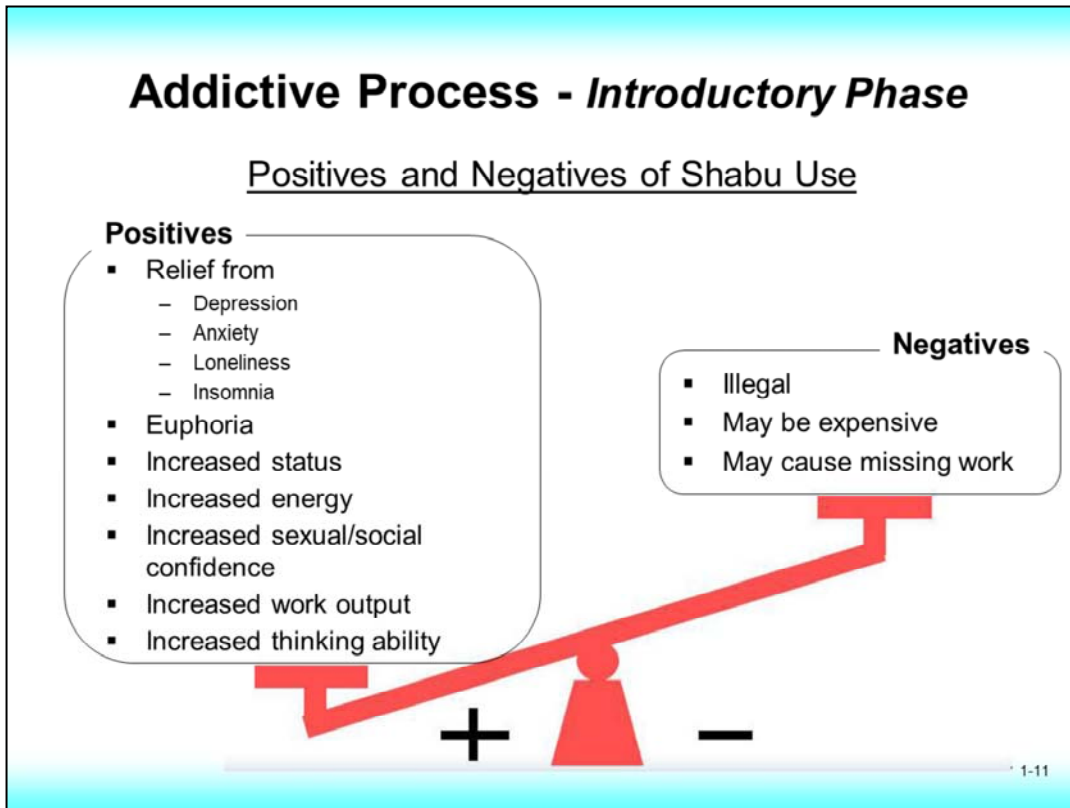 Addictive Process - Introductory Phase
Positives and Negatives of Shabu Use
Positives
▪ Relief from
– Depression
– Anxiety
– Loneliness
– Insomnia
▪ Euphoria
▪ Increased status
▪ Increased energy
▪ Increased sexual/social
confidence
▪ Increased work output
▪ Increased thinking ability
Negatives
▪ Illegal
▪ May be expensive
▪ May cause missing work
+ −
1-11